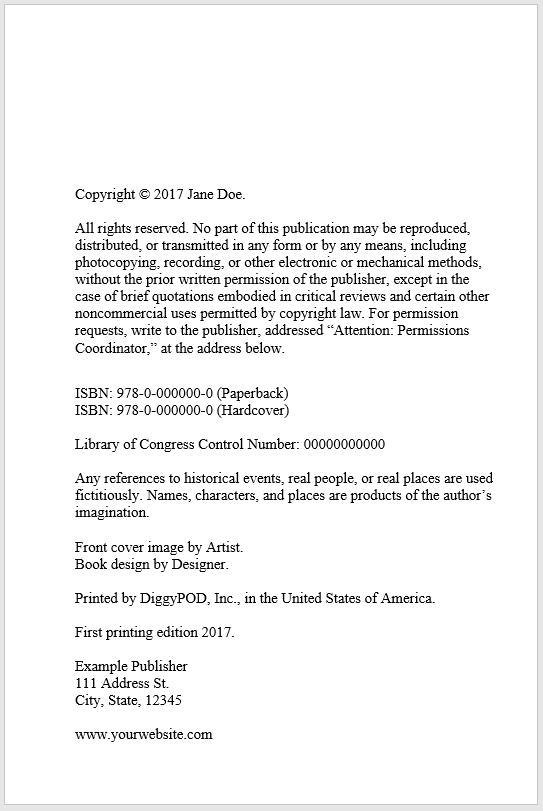 Copyright © 2017 Jane Doe.
All rights reserved. No part of this publication may be reproduced,
distributed, or transmitted in any form or by any means, including
photocopying, recording, or other electronic or mechanical methods,
without the prior written permission of the publisher, except in the
case of brief quotations embodied in critical reviews and certain other
noncommercial uses permitted by copyright law. For permission
requests, write to the publisher, addressed “Attention: Permissions
Coordinator,” at the address below.
ISBN: 978-0-000000-0 (Paperback)
ISBN: 978-0-000000-0 (Hardcover)
Library of Congress Control Number: 00000000000
Any references to historical events, real people, or real places are used
fictitiously. Names, characters, and places are products of the author’s
imagination.
Front cover image by Artist.
Book design by Designer.
Printed by DiggyPOD, Inc., in the United States of America.
First printing edition 2017.
Example Publisher
111 Address St.
City, State, 12345
www.yourwebsite.com